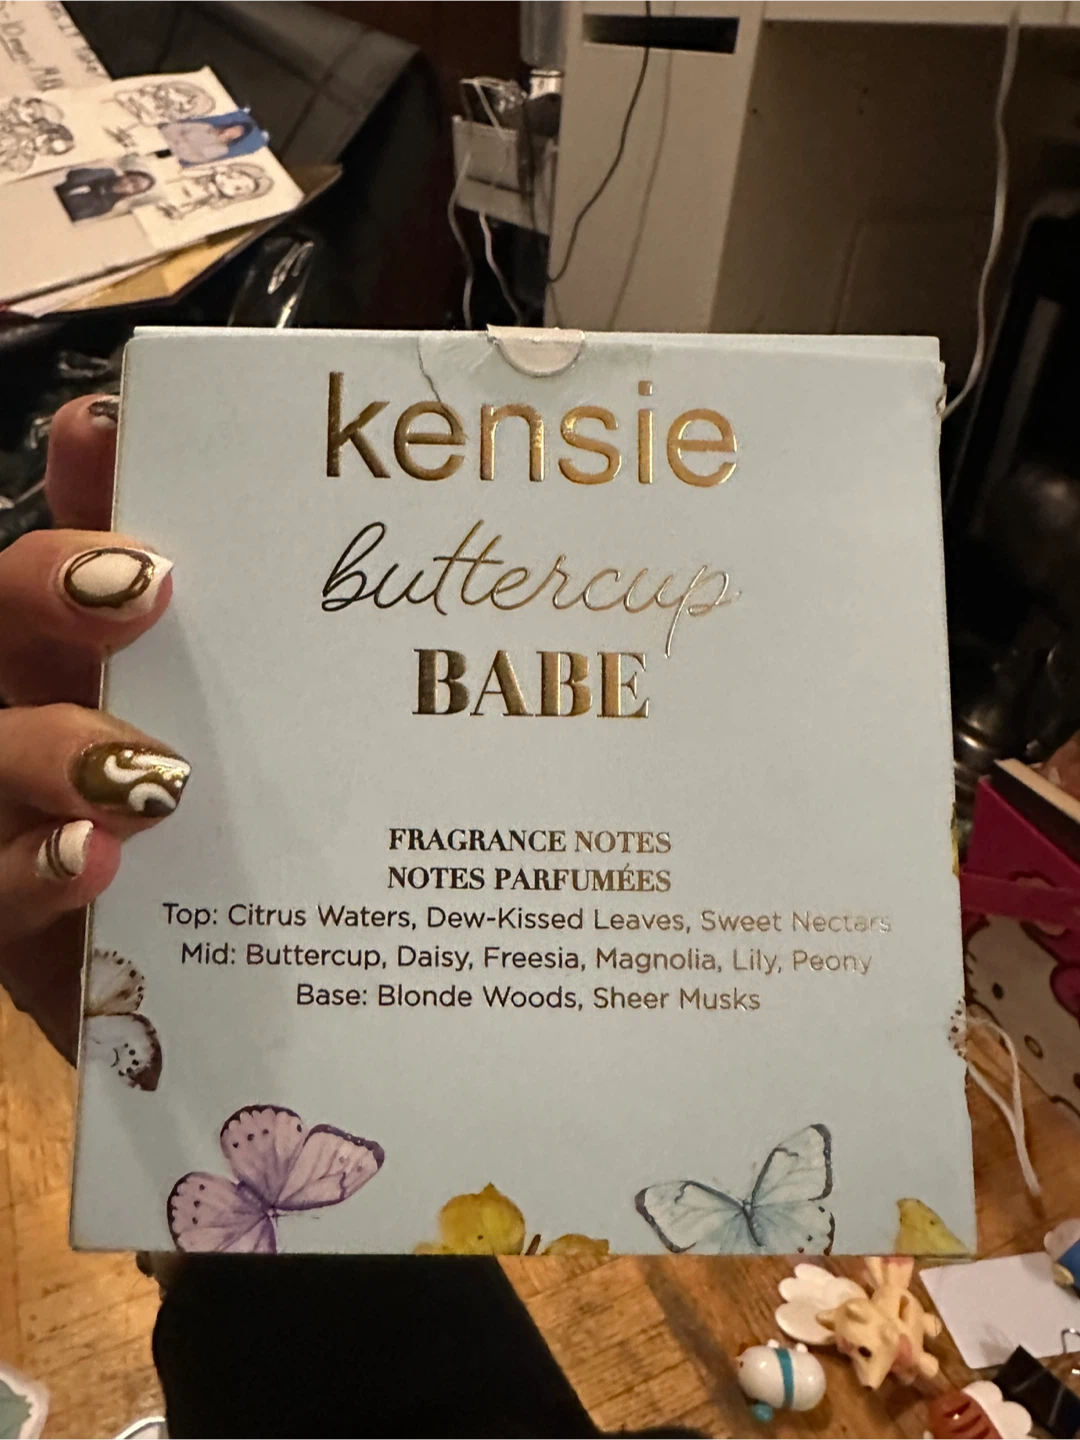 kensie
buttercup
BABE
FRAGRANCE NOTES
NOTES PARFUMÉES
Top: Citrus Waters, Dew-Kissed Leaves, Sweet Nectars
Mid: Buttercup, Daisy, Freesia, Magnolia, Lily, Peony
Base: Blonde Woods, Sheer Musks